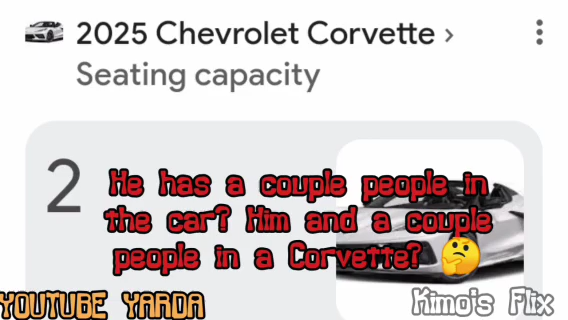 2025 Chevrolet Corvette ›
Seating capacity
2
He has a couple people in
the car? Him and a couple
people in a Corvette? 🤔
YOUTUBE YARDA
Kimo's Flix